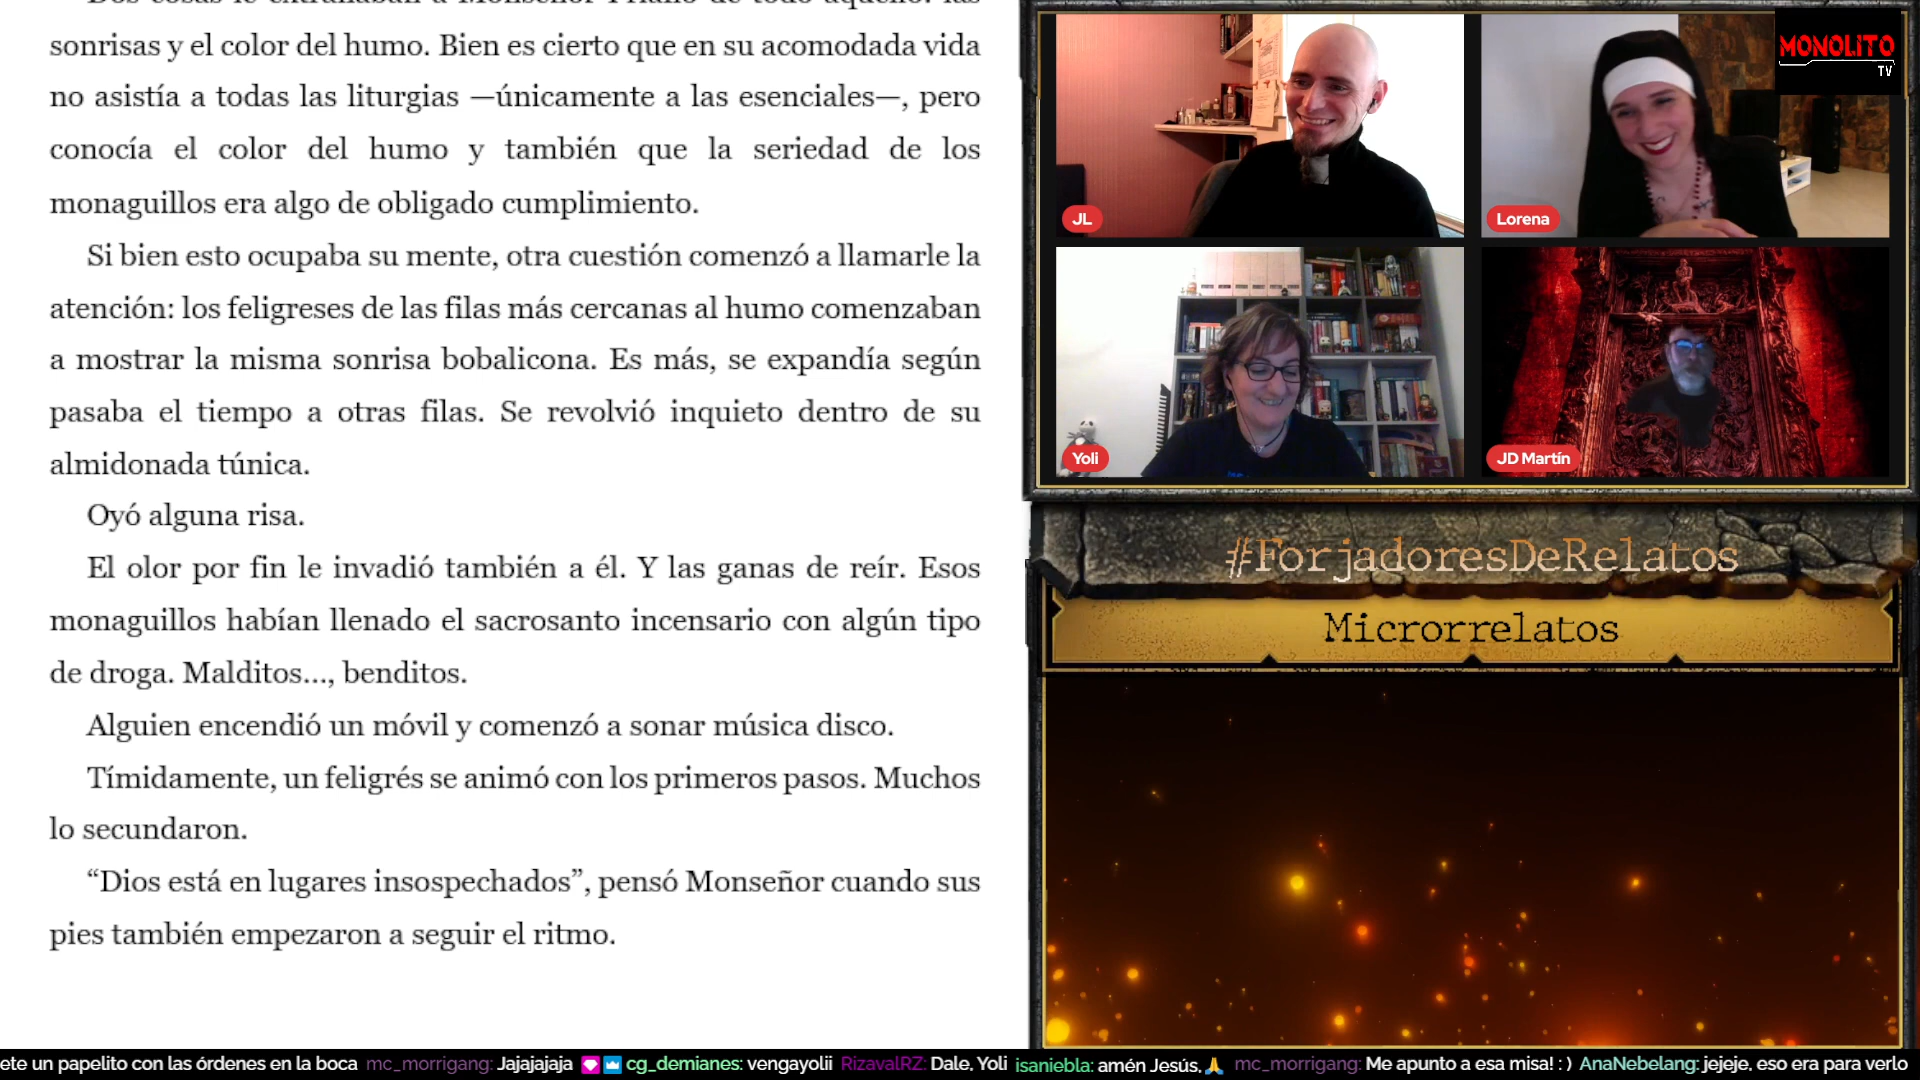 sonrisas y el color del humo. Bien es cierto que en su acomodada vida
no asistía a todas las liturgias —únicamente a las esenciales—, pero
conocía el color del humo y también que la seriedad de los
monaguillos era algo de obligado cumplimiento.
Si bien esto ocupaba su mente, otra cuestión comenzó a llamarle la
atención: los feligreses de las filas más cercanas al humo comenzaban
a mostrar la misma sonrisa bobalicona. Es más, se expandía según
pasaba el tiempo a otras filas. Se revolvió inquieto dentro de su
almidonada túnica.
Oyó alguna risa.
El olor por fin le invadió también a él. Y las ganas de reír. Esos
monaguillos habían llenado el sacrosanto incensario con algún tipo
de droga. Malditos..., benditos.
Alguien encendió un móvil y comenzó a sonar música disco.
Tímidamente, un feligrés se animó con los primeros pasos. Muchos
lo secundaron.
“Dios está en lugares insospechados”, pensó Monseñor cuando sus
pies también empezaron a seguir el ritmo.
MONOLITO
TV
JL
Lorena
Yoli
JD Martín
#ForjadoresDeRelatos
Microrrelatos
ete un papelito con las órdenes en la boca mc_morrigang: Jajajajaja cg_demianes: vengayolii RizavalRZ: Dale, Yoli isaniebla: amén Jesús, 🙏 mc_morrigang: Me apunto a esa misa! : ) AnaNebelang: jejeje, eso era para verlo